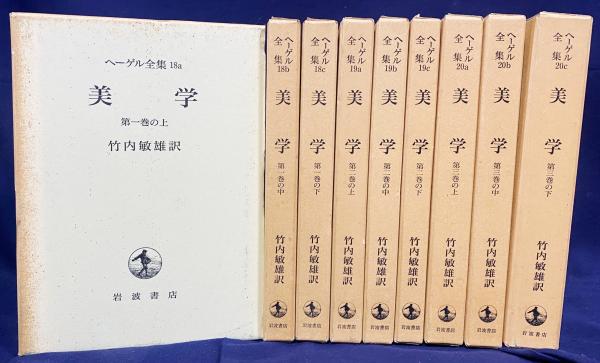 ヘーゲル全集 18a
美 学
第一巻の上
竹内敏雄訳
岩波書店
ヘーゲル全集 18b
美 学
第一巻の中
竹内敏雄訳
岩波書店
ヘーゲル全集 18c
美 学
第一巻の下
竹内敏雄訳
岩波書店
ヘーゲル全集 19a
美 学
第二巻の上
竹内敏雄訳
岩波書店
ヘーゲル全集 19b
美 学
第二巻の中
竹内敏雄訳
岩波書店
ヘーゲル全集 19c
美 学
第二巻の下
竹内敏雄訳
岩波書店
ヘーゲル全集 20a
美 学
第三巻の上
竹内敏雄訳
岩波書店
ヘーゲル全集 20b
美 学
第三巻の中
竹内敏雄訳
岩波書店
ヘーゲル全集 20c
美 学
第三巻の下
竹内敏雄訳
岩波書店